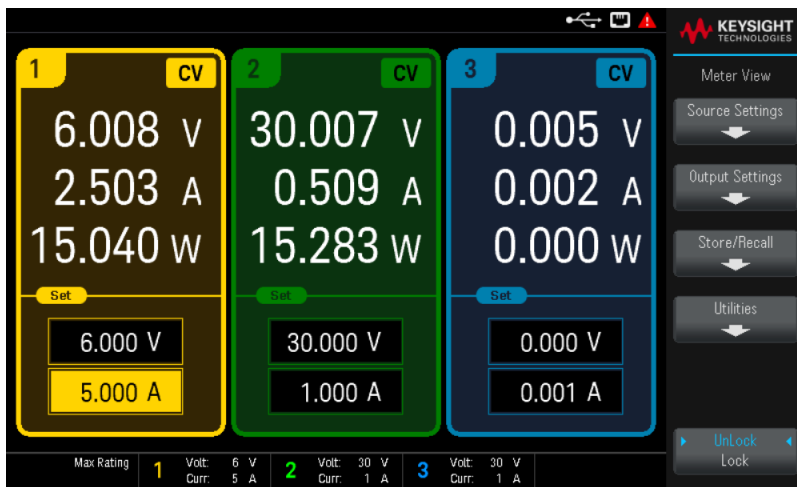 KEYSIGHT
TECHNOLOGIES
Meter View
Source Settings
Output Settings
Store/Recall
Utilities
UnLock
Lock
1 CV
6.008 V
2.503 A
15.040 W
Set
6.000 V
5.000 A
2 CV
30.007 V
0.509 A
15.283 W
Set
30.000 V
1.000 A
3 CV
0.005 V
0.002 A
0.000 W
Set
0.000 V
0.001 A
Max Rating 1 Volt: 6 V 2 Volt: 30 V 3 Volt: 30 V
Curr: 5 A Curr: 1 A Curr: 1 A